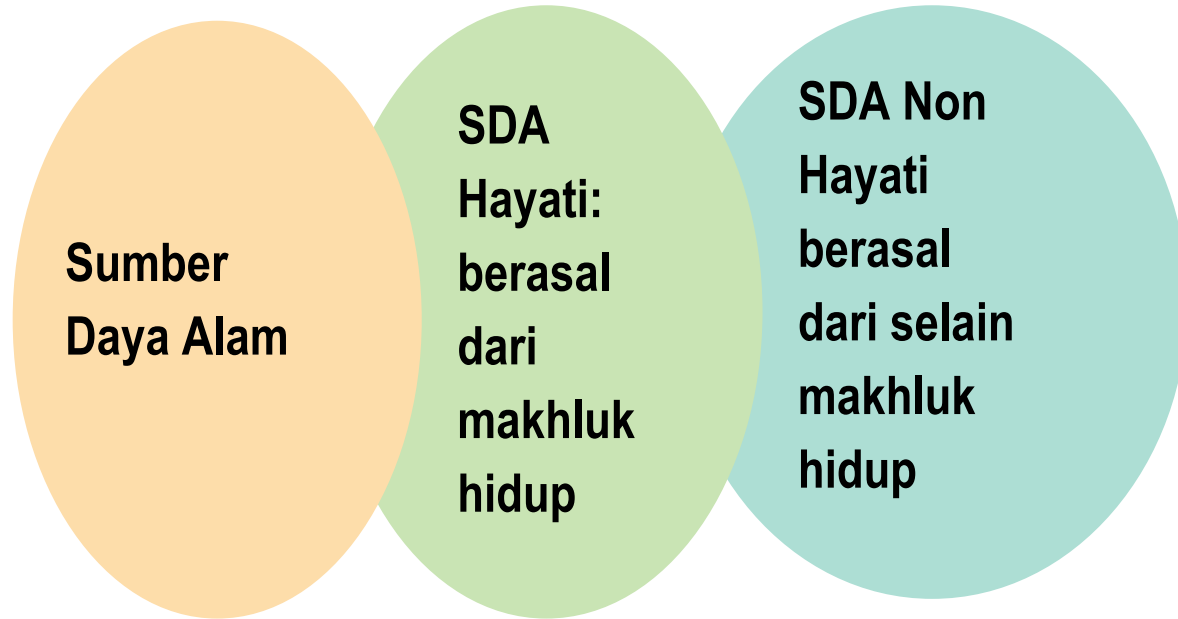 Sumber
Daya Alam
SDA
Hayati:
berasal
dari
makhluk
hidup
SDA Non
Hayati
berasal
dari selain
makhluk
hidup